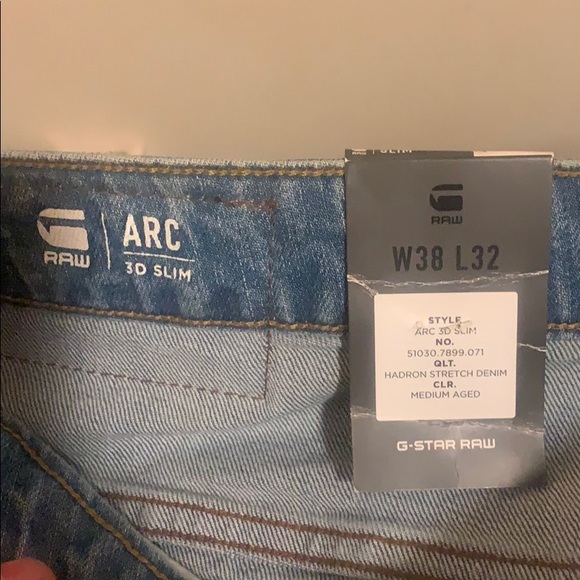 RAW
ARC
3D SLIM
SLIM
RAW
W38 L32
STYLE
ARC 3D SLIM
NO.
51030.7899.071
QLT.
HADRON STRETCH DENIM
CLR.
MEDIUM AGED
G-STAR RAW